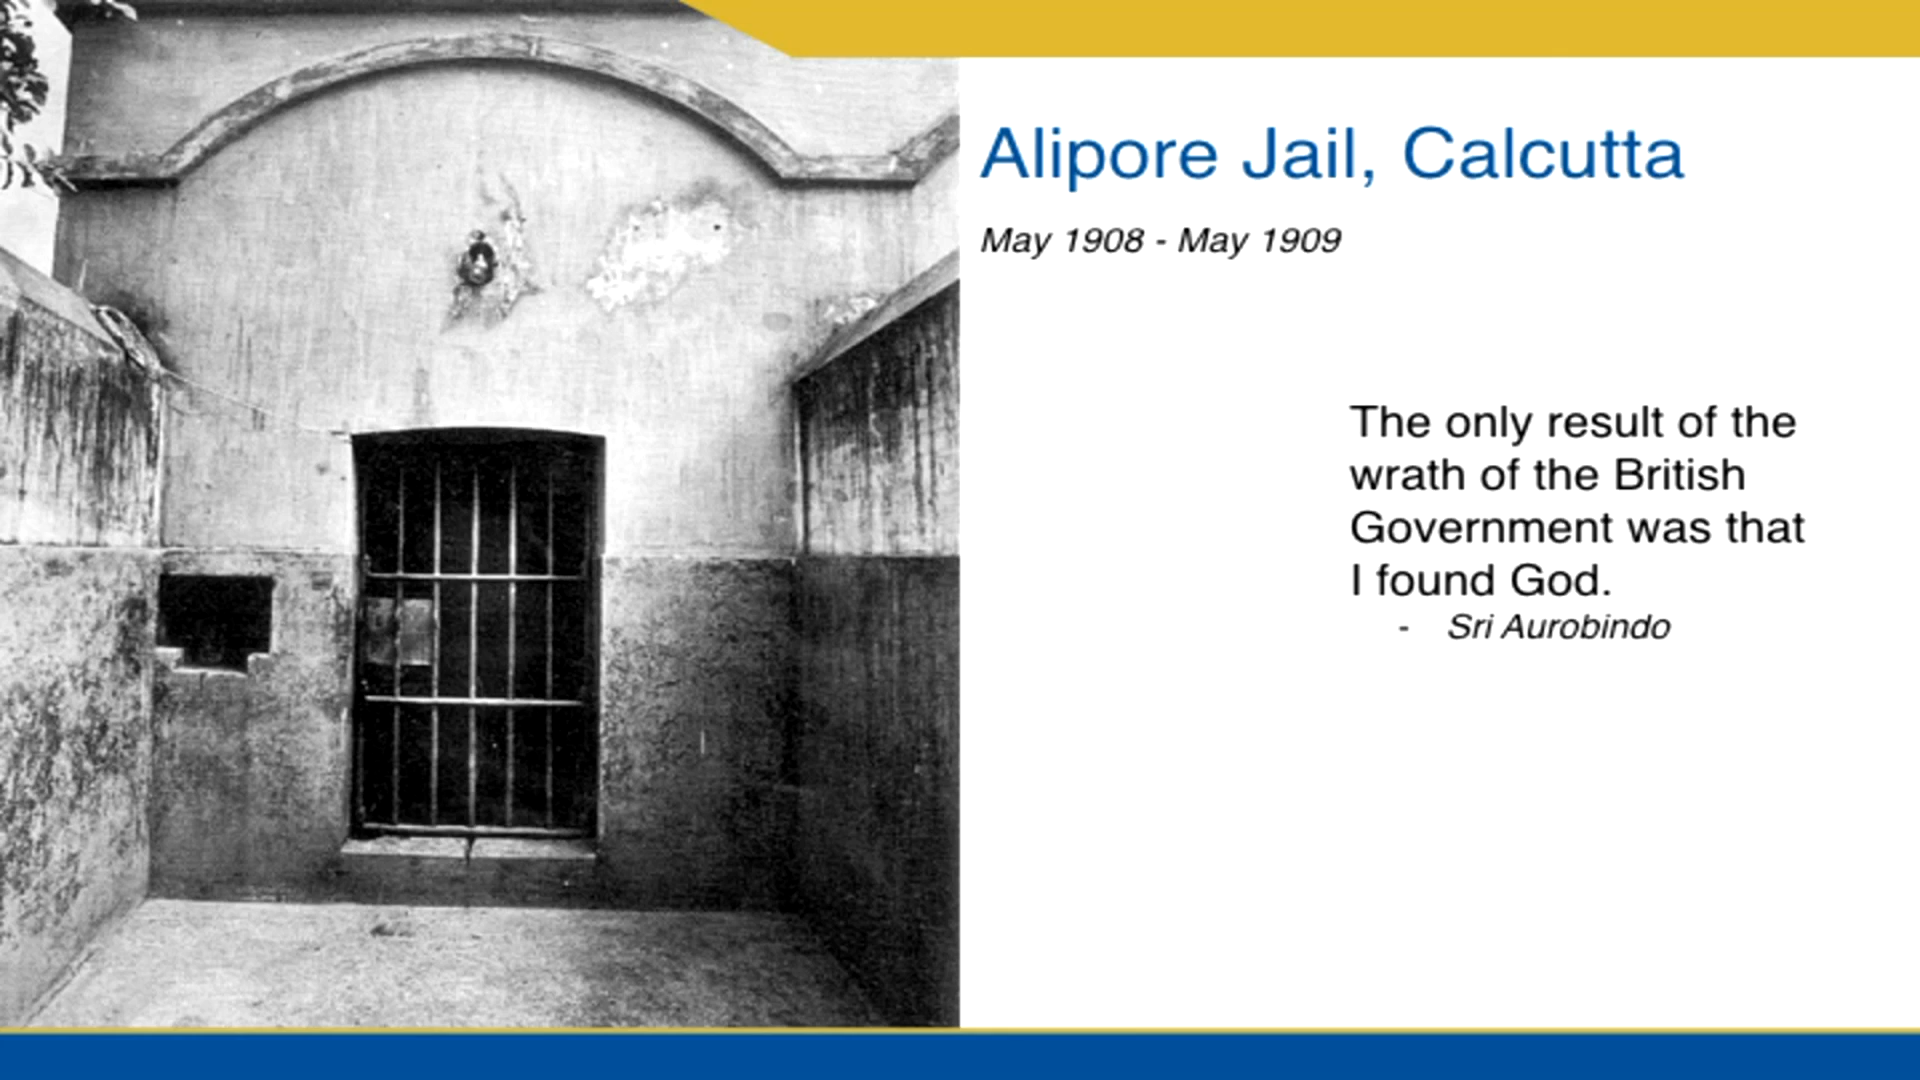 Alipore Jail, Calcutta
May 1908 - May 1909
The only result of the
wrath of the British
Government was that
I found God.
- Sri Aurobindo